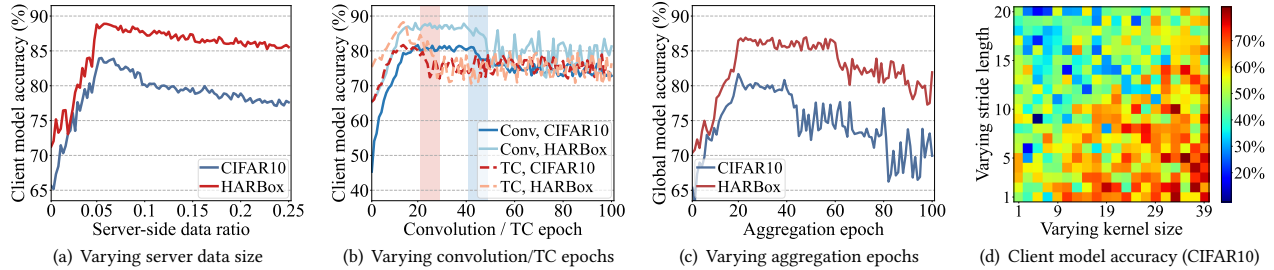 Client model accuracy (%)
90
85
80
75
70
65
0
0.05
0.1
0.15
0.2
0.25
CIFAR10
HARBox
Server-side data ratio
(a) Varying server data size
Client model accuracy (%)
90
80
70
60
50
40
0
20
40
60
80
100
Conv, CIFAR10
Conv, HARBox
TC, CIFAR10
TC, HARBox
Convolution / TC epoch
(b) Varying convolution/TC epochs
Global model accuracy (%)
90
85
80
75
70
65
0
20
40
60
80
100
CIFAR10
HARBox
Aggregation epoch
(c) Varying aggregation epochs
Varying stride length
20
15
10
5
1
1
9
19
29
39
Varying kernel size
70%
60%
50%
40%
30%
20%
(d) Client model accuracy (CIFAR10)